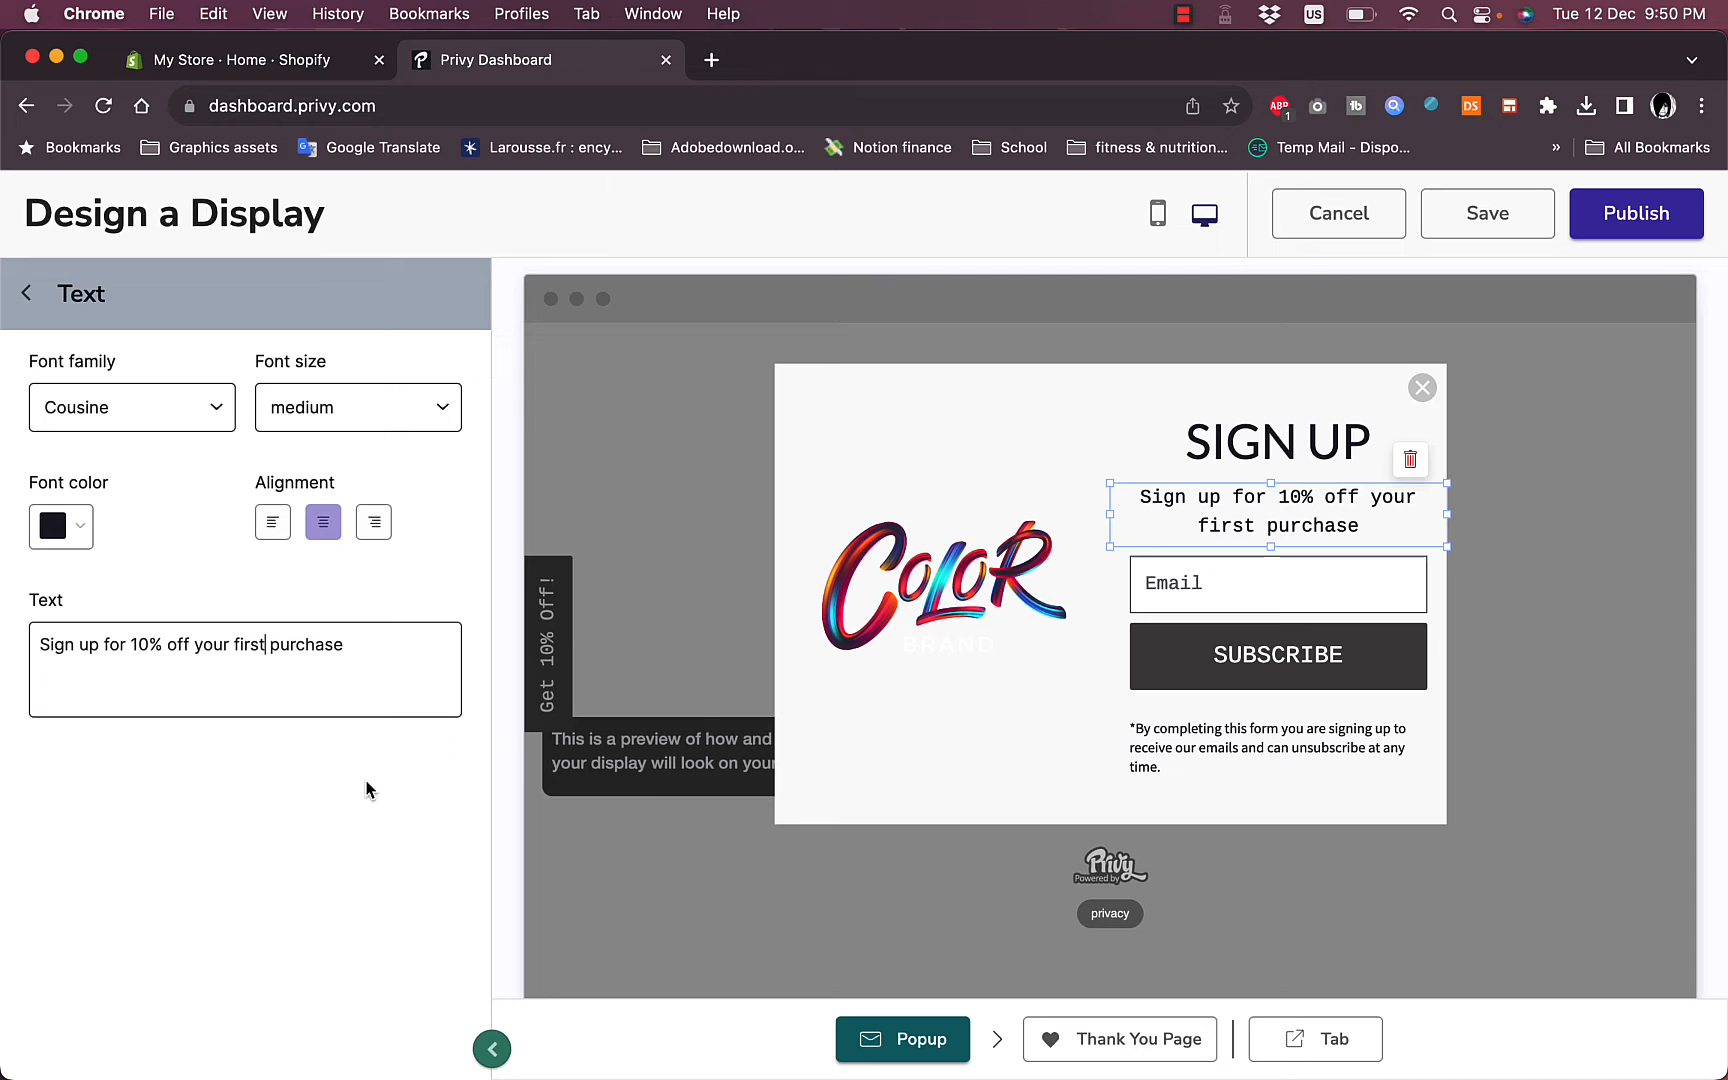 Chrome File Edit View History Bookmarks Profiles Tab Window Help US Tue 12 Dec 9:50 PM
My Store · Home · Shopify Privy Dashboard
dashboard.privy.com ABP 1 tb DS
Bookmarks Graphics assets Google Translate Larousse.fr : ency... Adobedownload.o... Notion finance School fitness & nutrition... Temp Mail - Dispo... » All Bookmarks
Design a Display
Cancel Save Publish
Text
Font family Font size
Cousine medium
Font color Alignment
Text
Sign up for 10% off your first purchase
SIGN UP
Sign up for 10% off your
first purchase
Email
SUBSCRIBE
*By completing this form you are signing up to
receive our emails and can unsubscribe at any
time.
COLOR
BRAND
Get 10% Off!
This is a preview of how and
your display will look on your
Privy
Powered by
privacy
Popup Thank You Page Tab